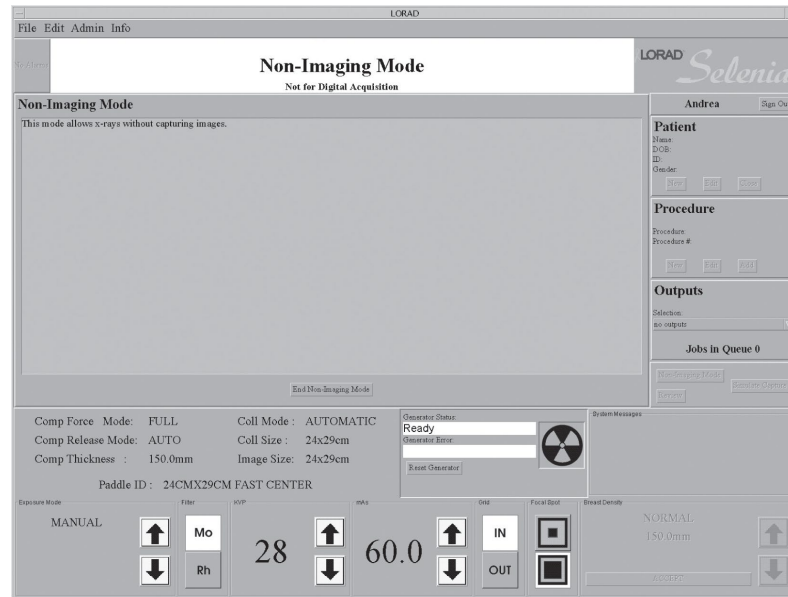 LORAD
File Edit Admin Info
Non-Imaging Mode
Not for Digital Acquisition
LORAD
Selenia
Non-Imaging Mode
This mode allows x-rays without capturing images.
End Non-Imaging Mode
Andrea Sign Ou
Patient
Name:
DOB:
ID:
Gender:
New Edit Clear
Procedure
Procedure:
Procedure #:
New Edit Add
Outputs
Selection:
no outputs
Jobs in Queue 0
Non-Imaging Mode
Comp Force Mode: FULL
Comp Release Mode: AUTO
Comp Thickness : 150.0mm
Coll Mode : AUTOMATIC
Coll Size : 24x29cm
Image Size: 24x29cm
Paddle ID : 24CMX29CM FAST CENTER
Generator Status:
Ready
Generator Error:
Reset Generator
System Messages
Exposure Mode
MANUAL
Filter
Mo
Rh
kVP
28
mAs
60.0
Grid
IN
OUT
Focal Spot
Breast Density
NORMAL
150.0mm
ACCEPT